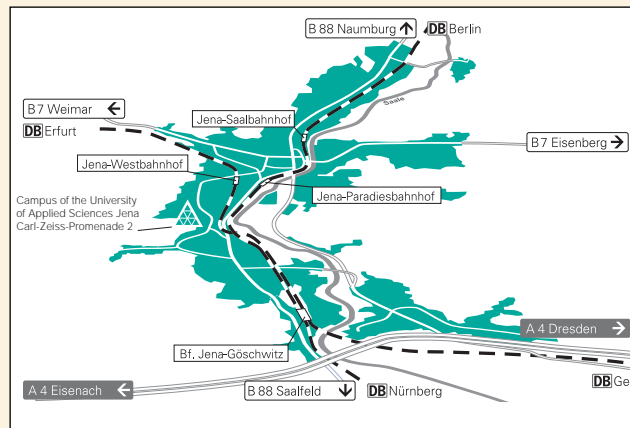 B 88 Naumburg ↑
DB Berlin
B 7 Weimar ←
DB Erfurt
Saale
Jena-Saalbahnhof
B 7 Eisenberg →
Jena-Westbahnhof
Jena-Paradiesbahnhof
Campus of the University
of Applied Sciences Jena
Carl-Zeiss-Promenade 2
A 4 Dresden →
Bf. Jena-Göschwitz
A 4 Eisenach ←
B 88 Saalfeld ↓
DB Nürnberg
DB Ge